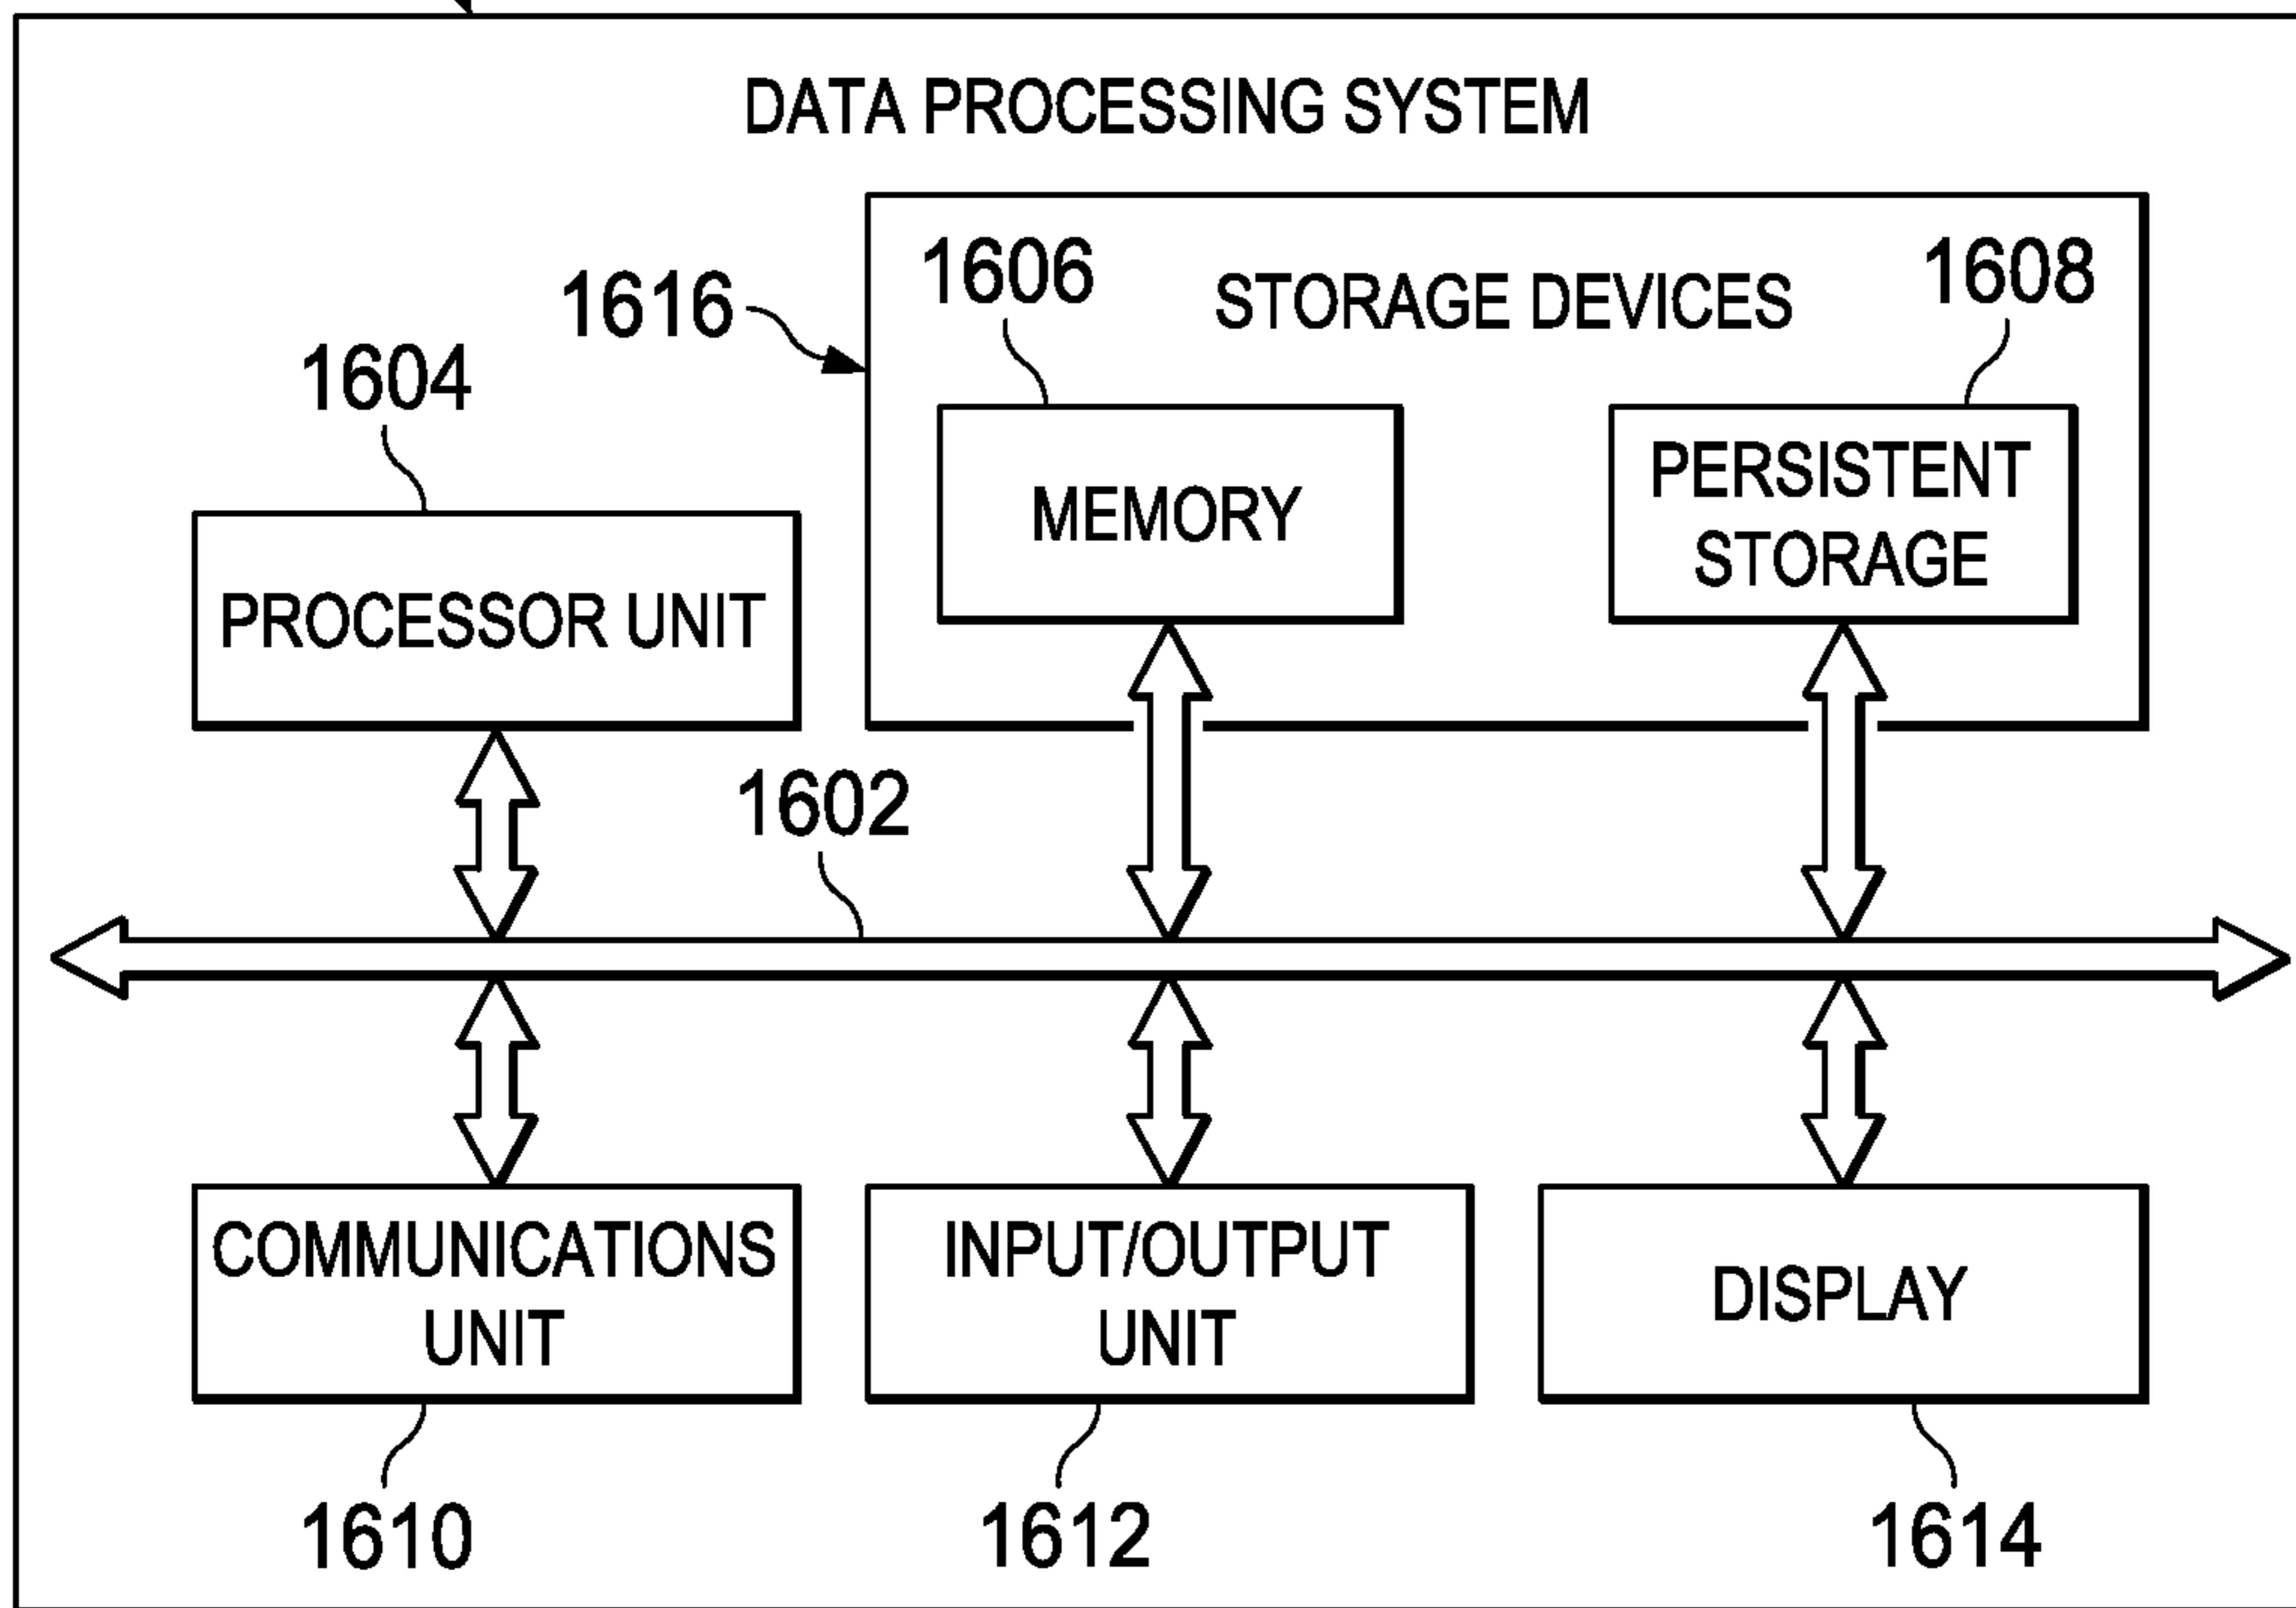 DATA PROCESSING SYSTEM
1606
1608
1616
STORAGE DEVICES
1604
MEMORY
PERSISTENT
STORAGE
PROCESSOR UNIT
1602
COMMUNICATIONS
UNIT
INPUT/OUTPUT
UNIT
DISPLAY
1610
1612
1614